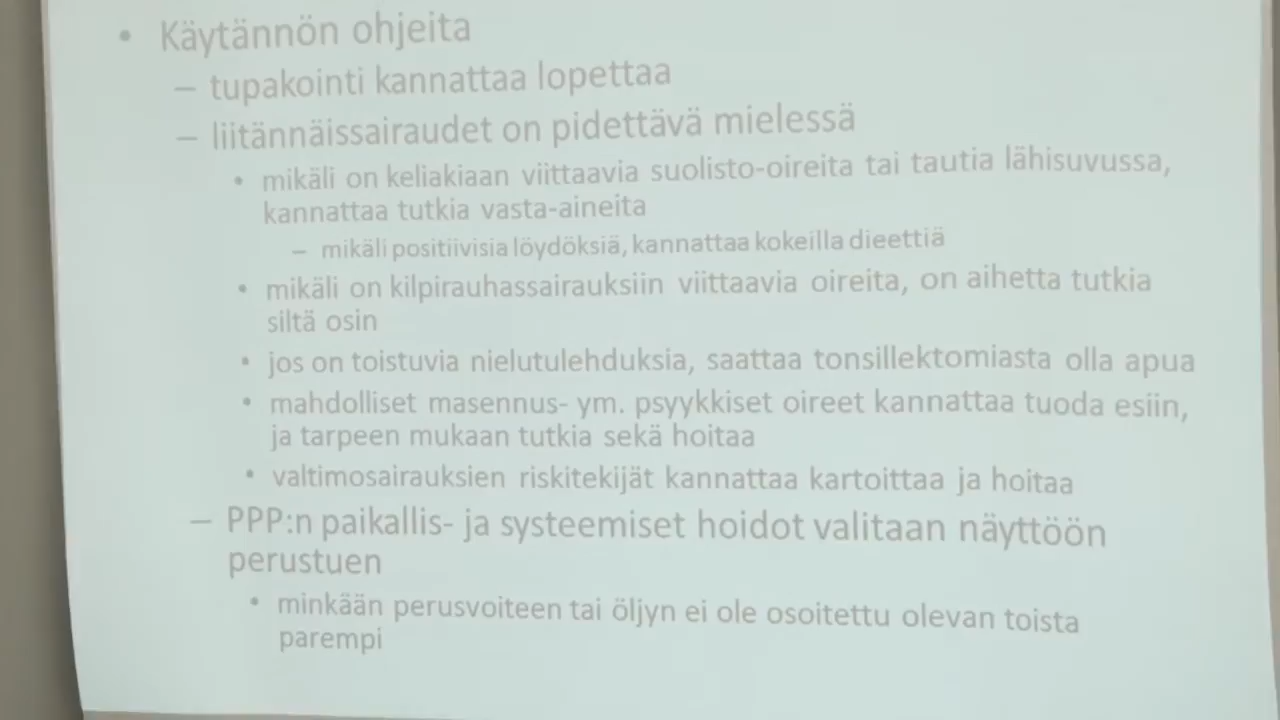 • Käytännön ohjeita
– tupakointi kannattaa lopettaa
– liitännäissairaudet on pidettävä mielessä
• mikäli on keliakiaan viittaavia suolisto-oireita tai tautia lähisuvussa,
kannattaa tutkia vasta-aineita
– mikäli positiivisia löydöksiä, kannattaa kokeilla dieettiä
• mikäli on kilpirauhassairauksiin viittaavia oireita, on aihetta tutkia
siltä osin
• jos on toistuvia nielutulehduksia, saattaa tonsillektomiasta olla apua
• mahdolliset masennus- ym. psyykkiset oireet kannattaa tuoda esiin,
ja tarpeen mukaan tutkia sekä hoitaa
• valtimosairauksien riskitekijät kannattaa kartoittaa ja hoitaa
– PPP:n paikallis- ja systeemiset hoidot valitaan näyttöön
perustuen
• minkään perusvoiteen tai öljyn ei ole osoitettu olevan toista
parempi